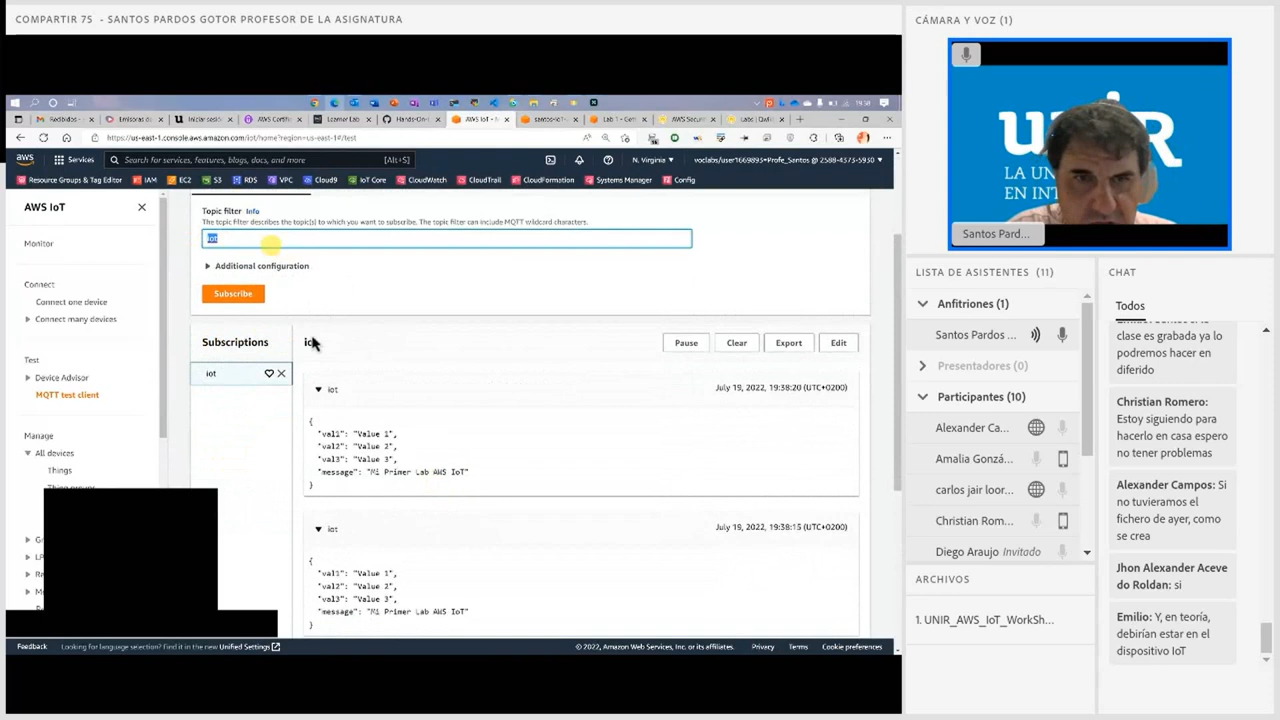 COMPARTIR 75 - SANTOS PARDOS GOTOR PROFESOR DE LA ASIGNATURA
https://us-east-1.console.aws.amazon.com/iot/home?region=us-east-1#/test
aws
Services
Search for services, features, blogs, docs, and more
[Alt+S]
N. Virginia
voclabs/user1669895=Profe_Santos @ 2588-4573-5930
Resource Groups & Tag Editor
IAM
EC2
S3
RDS
VPC
Cloud9
IoT Core
CloudWatch
CloudTrail
CloudFormation
Systems Manager
Config
AWS IoT
Monitor
Connect
Connect one device
Connect many devices
Test
Device Advisor
MQTT test client
Manage
All devices
Things
Topic filter Info
The topic filter describes the topic(s) to which you want to subscribe. The topic filter can include MQTT wildcard characters.
iot
Additional configuration
Subscribe
Subscriptions
iot
Pause
Clear
Export
Edit
iot
iot
July 19, 2022, 19:38:20 (UTC+0200)
{
"val1": "Value 1",
"val2": "Value 2",
"val3": "Value 3",
"message": "Mi Primer Lab AWS IoT"
}
iot
July 19, 2022, 19:38:15 (UTC+0200)
{
"val1": "Value 1",
"val2": "Value 2",
"val3": "Value 3",
"message": "Mi Primer Lab AWS IoT"
}
Feedback
Looking for language selection? Find it in the new Unified Settings
© 2022, Amazon Web Services, Inc. or its affiliates.
Privacy
Terms
Cookie preferences
CÁMARA Y VOZ (1)
LA UN
EN INT
Santos Pard...
LISTA DE ASISTENTES (11)
Anfitriones (1)
Santos Pardos ...
Presentadores (0)
Participantes (10)
Alexander Ca...
Amalia Gonzá...
carlos jair loor...
Christian Rom...
Diego Araujo Invitado
ARCHIVOS
1. UNIR_AWS_IoT_WorkSh...
CHAT
Todos
clase es grabada ya lo
podremos hacer en
diferido
Christian Romero:
Estoy siguiendo para
hacerlo en casa espero
no tener problemas
Alexander Campos: Si
no tuvieramos el
fichero de ayer, como
se crea
Jhon Alexander Aceve
do Roldan: si
Emilio: Y, en teoría,
debirían estar en el
dispositivo IoT